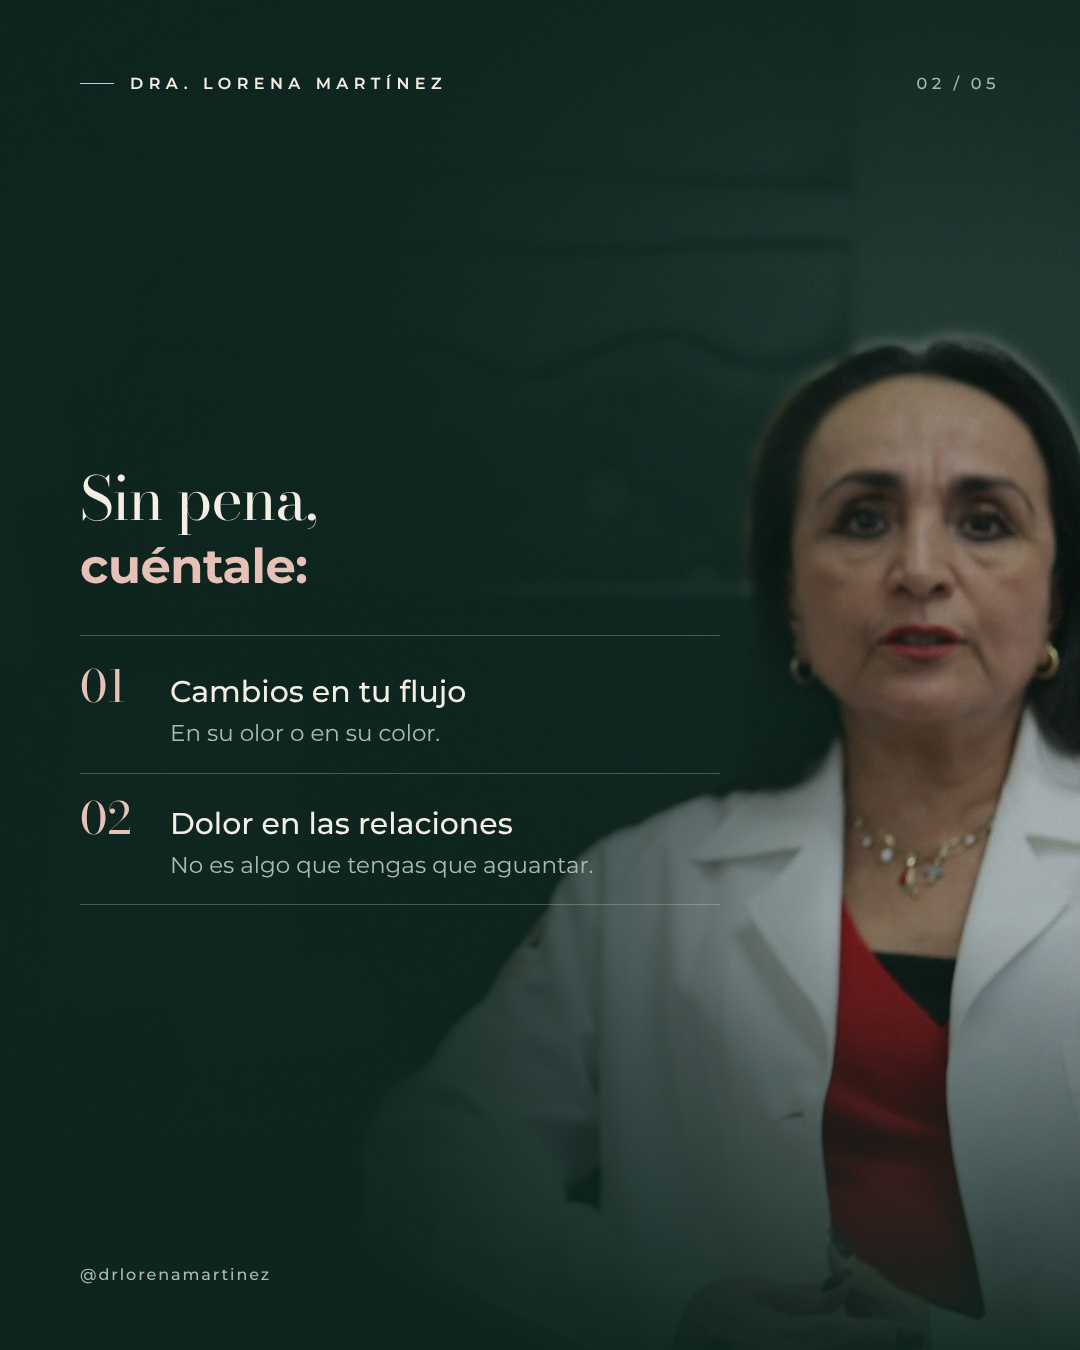 DRA. LORENA MARTÍNEZ
02 / 05
Sin pena,
cuéntale:
01
Cambios en tu flujo
En su olor o en su color.
02
Dolor en las relaciones
No es algo que tengas que aguantar.
@drlorenamartinez